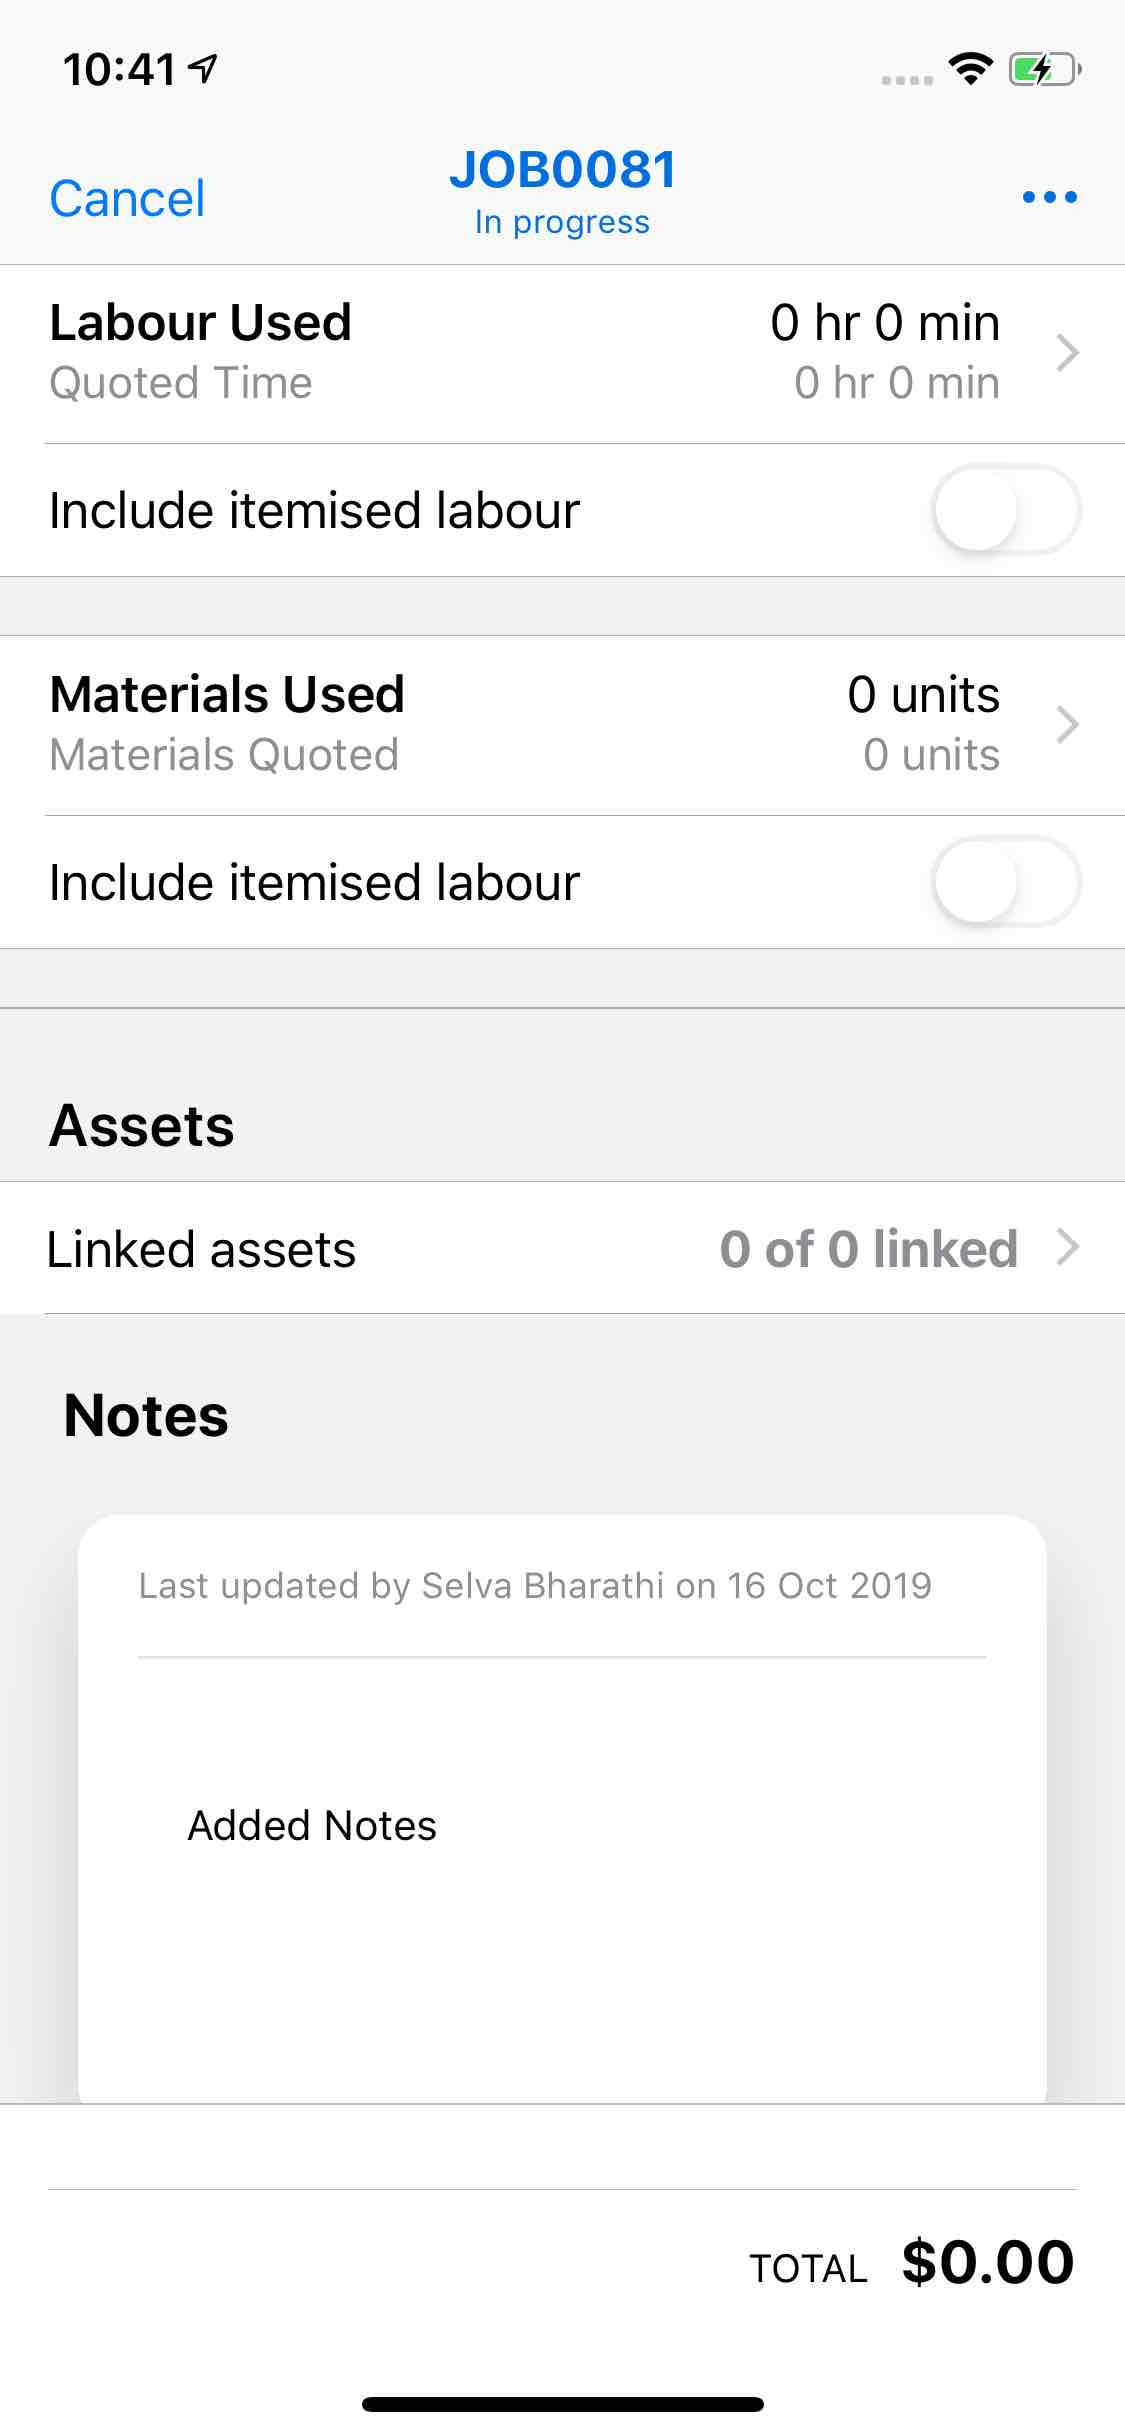 10:41
Cancel
JOB0081
In progress
Labour Used 0 hr 0 min
Quoted Time 0 hr 0 min
Include itemised labour
Materials Used 0 units
Materials Quoted 0 units
Include itemised labour
Assets
Linked assets 0 of 0 linked
Notes
Last updated by Selva Bharathi on 16 Oct 2019
Added Notes
TOTAL $0.00